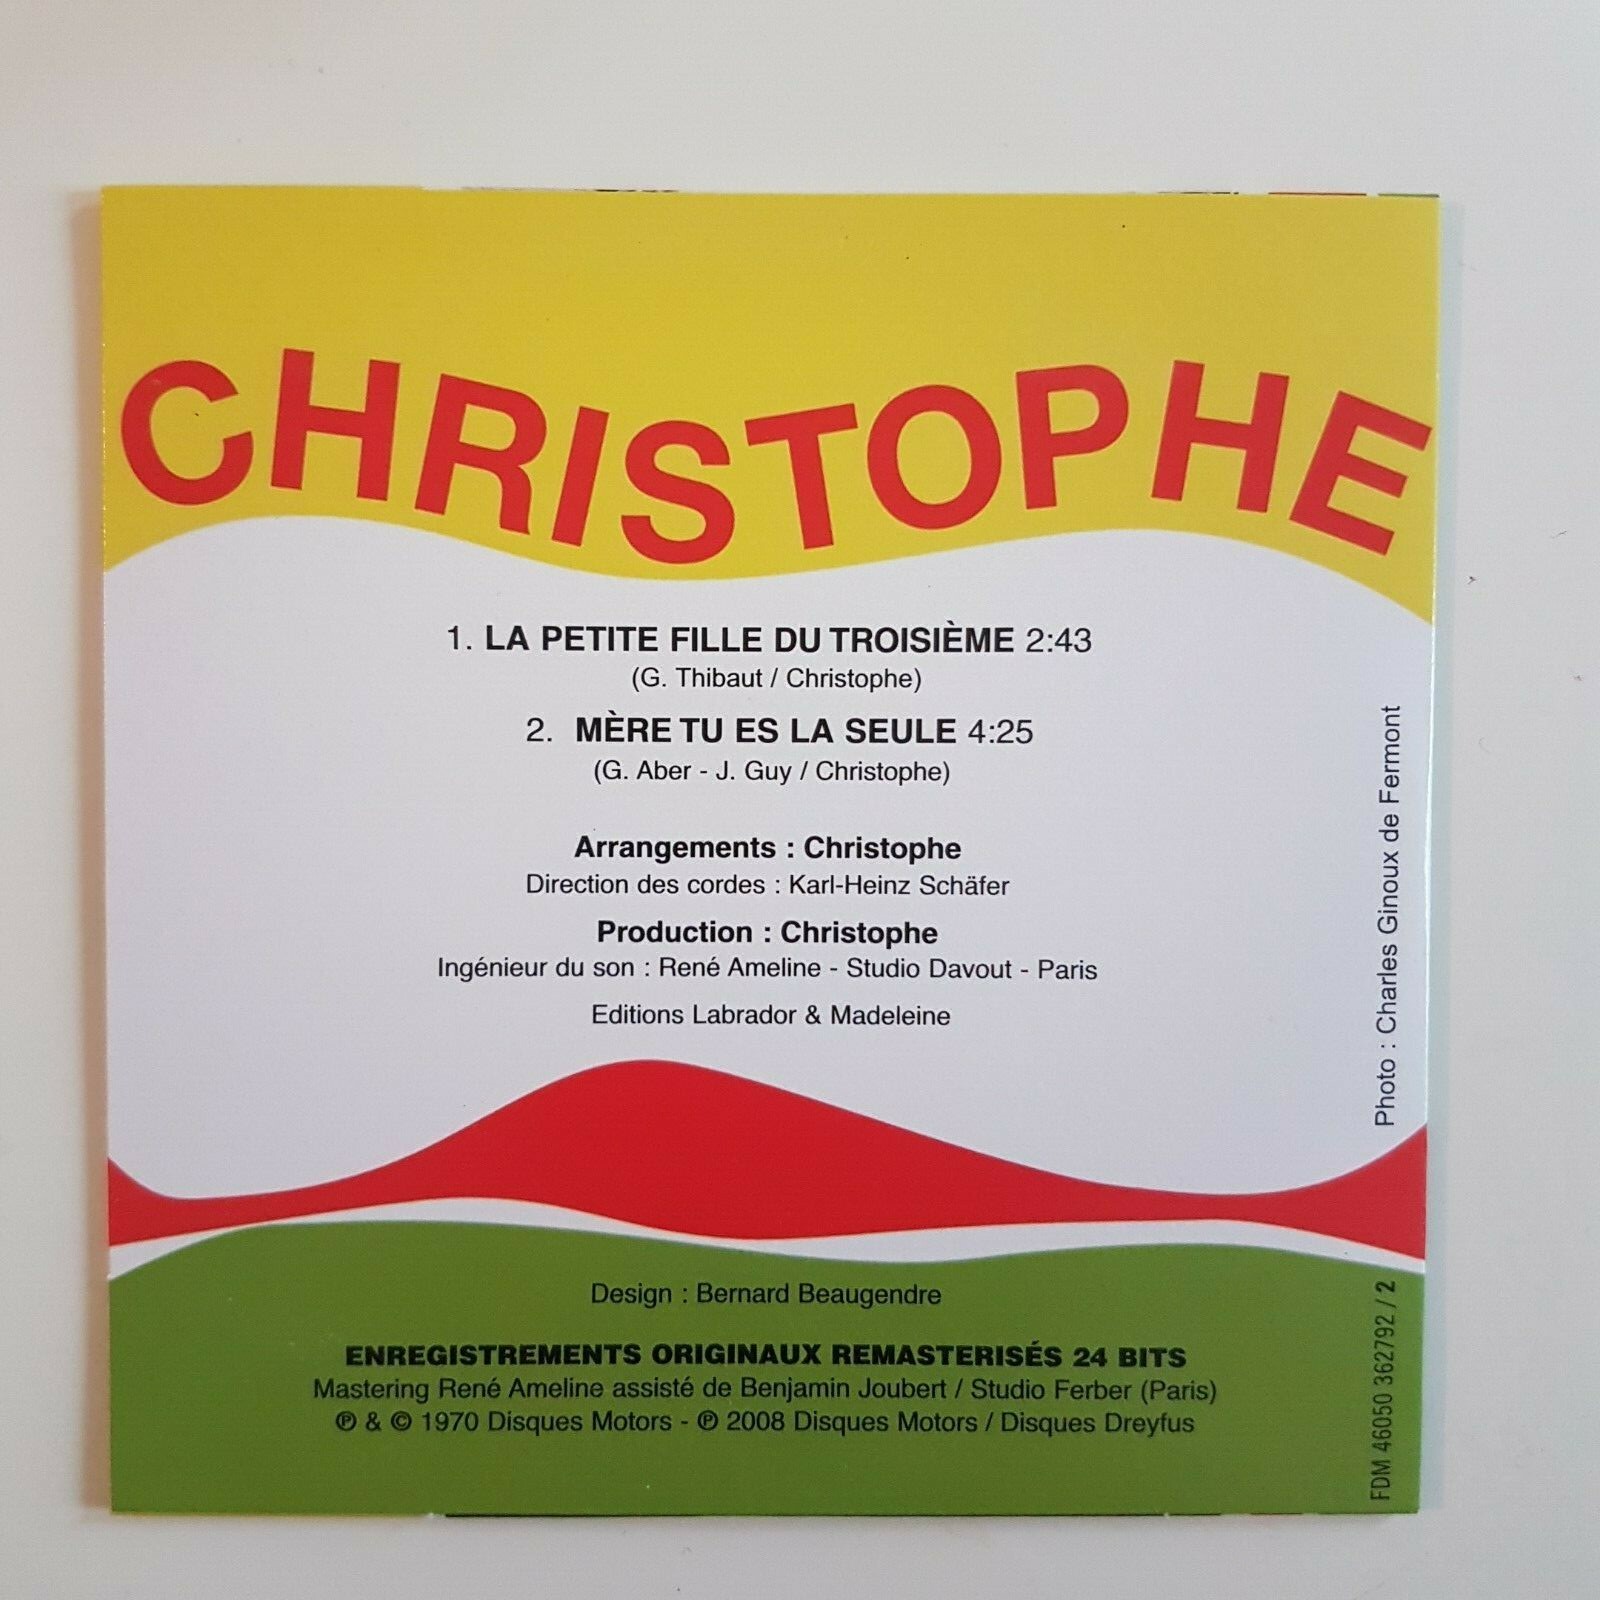 CHRISTOPHE
1. LA PETITE FILLE DU TROISIÈME 2:43
(G. Thibaut / Christophe)
2. MÈRE TU ES LA SEULE 4:25
(G. Aber - J. Guy / Christophe)
Arrangements : Christophe
Direction des cordes : Karl-Heinz Schäfer
Production : Christophe
Ingénieur du son : René Ameline - Studio Davout - Paris
Editions Labrador & Madeleine
Photo : Charles Ginoux de Fermont
Design : Bernard Beaugendre
ENREGISTREMENTS ORIGINAUX REMASTERISÉS 24 BITS
Mastering René Ameline assisté de Benjamin Joubert / Studio Ferber (Paris)
℗ & © 1970 Disques Motors - ℗ 2008 Disques Motors / Disques Dreyfus
FDM 46050 362792 / 2